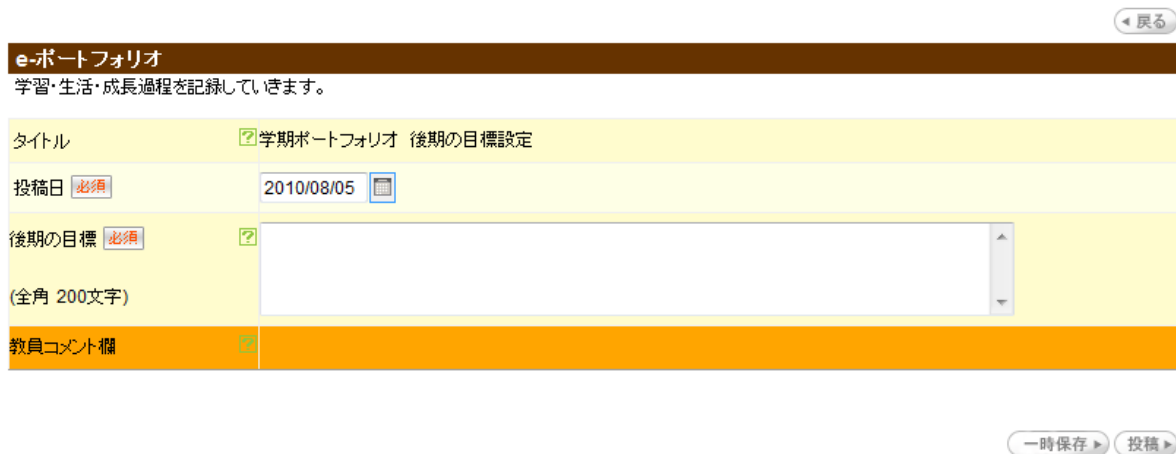 戻る
e-ポートフォリオ
学習・生活・成長過程を記録していきます。
タイトル ?学期ポートフォリオ 後期の目標設定
投稿日 必須 2010/08/05
後期の目標 必須 ?
(全角 200文字)
教員コメント欄 ?
一時保存 投稿